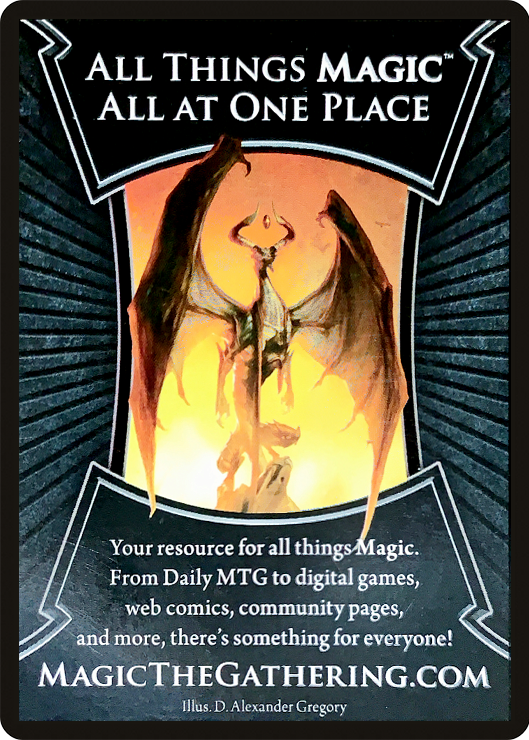 All Things Magic™
All at One Place
Your resource for all things Magic.
From Daily MTG to digital games,
web comics, community pages,
and more, there's something for everyone!
MagicTheGathering.com
Illus. D. Alexander Gregory